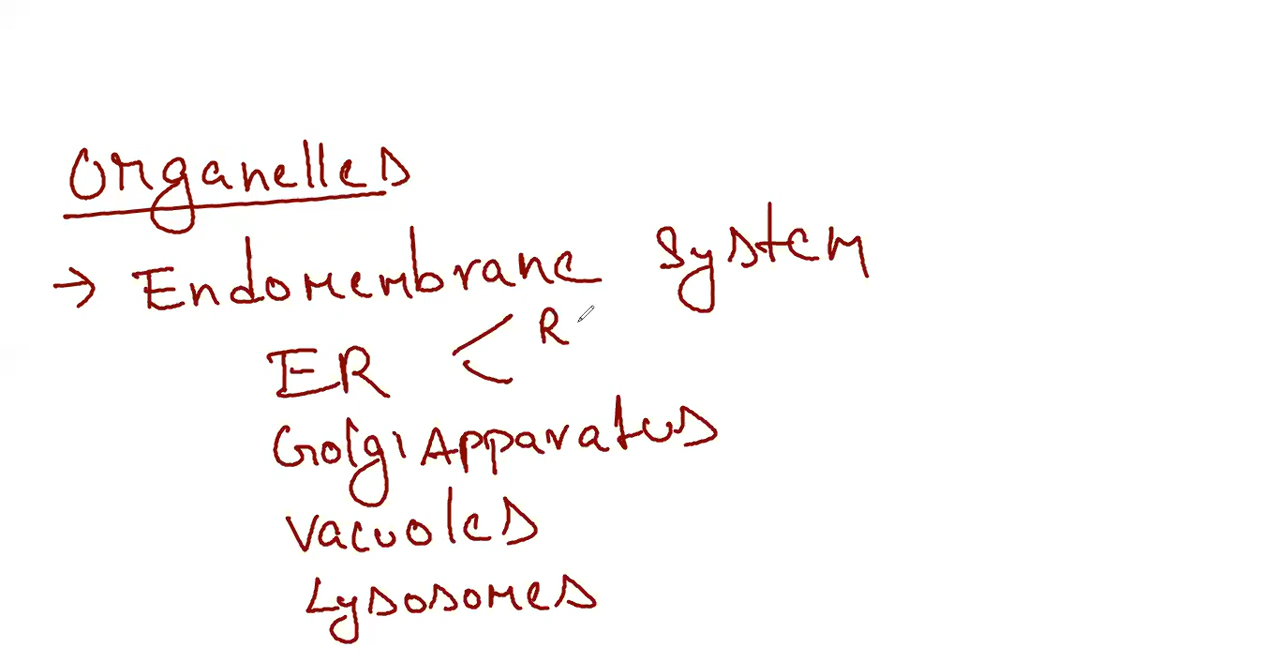 Organelles
→ Endomembrane System
ER < R
Golgi Apparatus
Vacuoles
Lysosomes